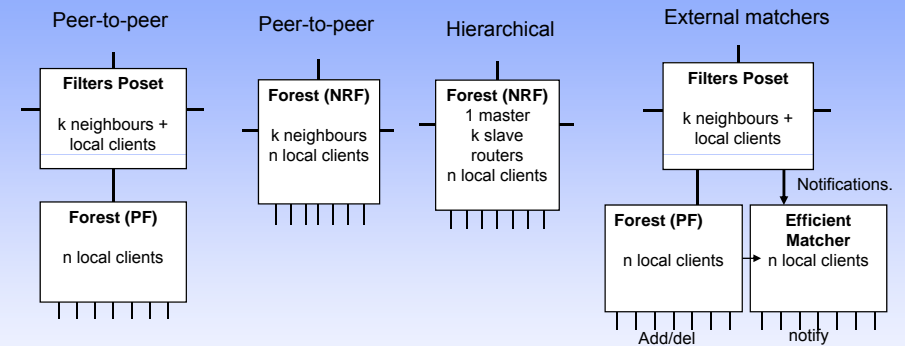 Peer-to-peer
Filters Poset
k neighbours +
local clients
Forest (PF)
n local clients
Peer-to-peer
Forest (NRF)
k neighbours
n local clients
Hierarchical
Forest (NRF)
1 master
k slave
routers
n local clients
External matchers
Filters Poset
k neighbours +
local clients
Notifications.
Forest (PF)
n local clients
Add/del
Efficient
Matcher
n local clients
notify